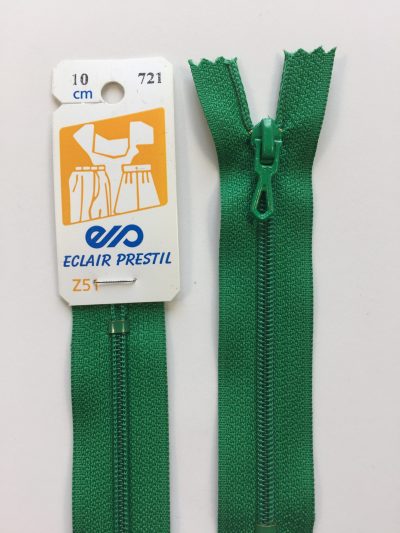 10 721
cm
ECLAIR PRESTIL
Z51